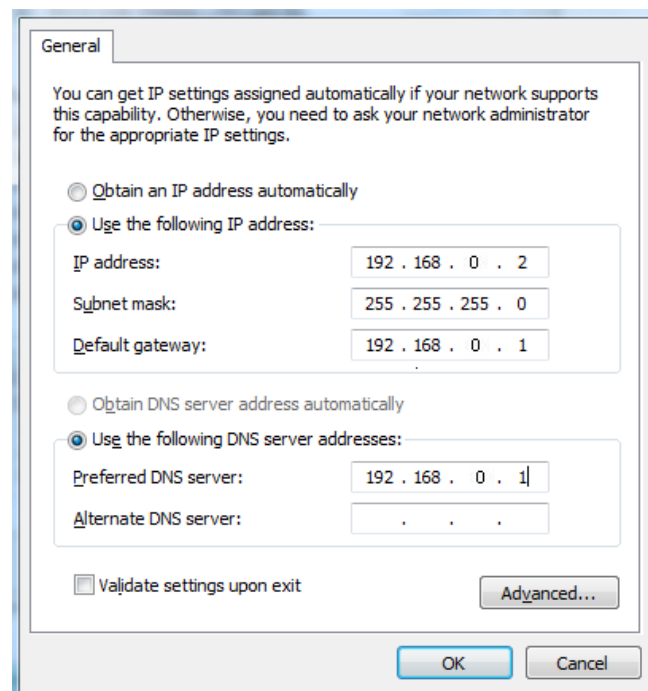 General
You can get IP settings assigned automatically if your network supports
this capability. Otherwise, you need to ask your network administrator
for the appropriate IP settings.
Obtain an IP address automatically
Use the following IP address:
IP address: 192 . 168 . 0 . 2
Subnet mask: 255 . 255 . 255 . 0
Default gateway: 192 . 168 . 0 . 1
Obtain DNS server address automatically
Use the following DNS server addresses:
Preferred DNS server: 192 . 168 . 0 . 1
Alternate DNS server: . . .
Validate settings upon exit
Advanced...
OK Cancel